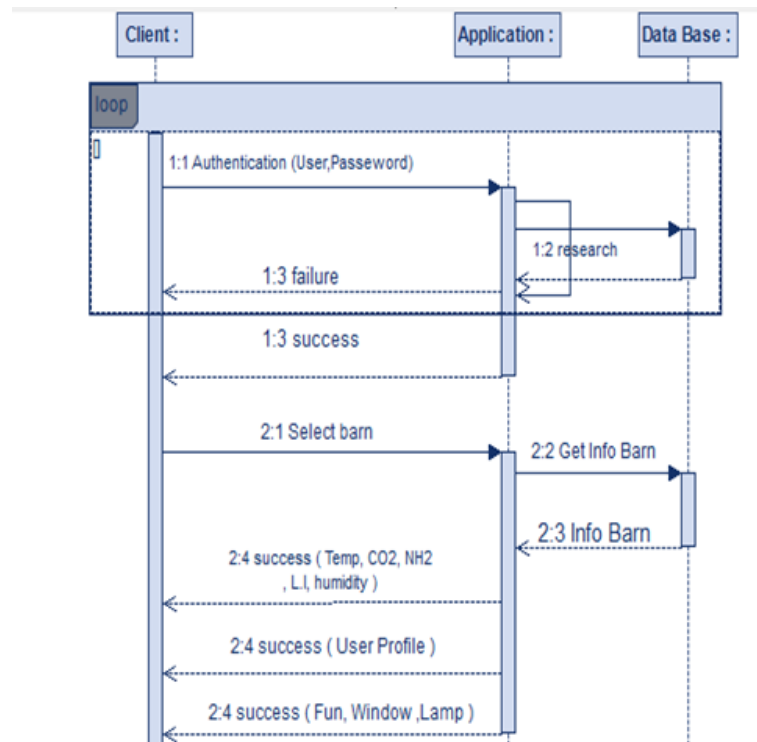 Client :
Application :
Data Base :
loop
1:1 Authentication (User,Passeword)
1:2 research
1:3 failure
1:3 success
2:1 Select barn
2:2 Get Info Barn
2:3 Info Barn
2:4 success ( Temp, CO2, NH2
, L.I, humidity )
2:4 success ( User Profile )
2:4 success ( Fun, Window ,Lamp )